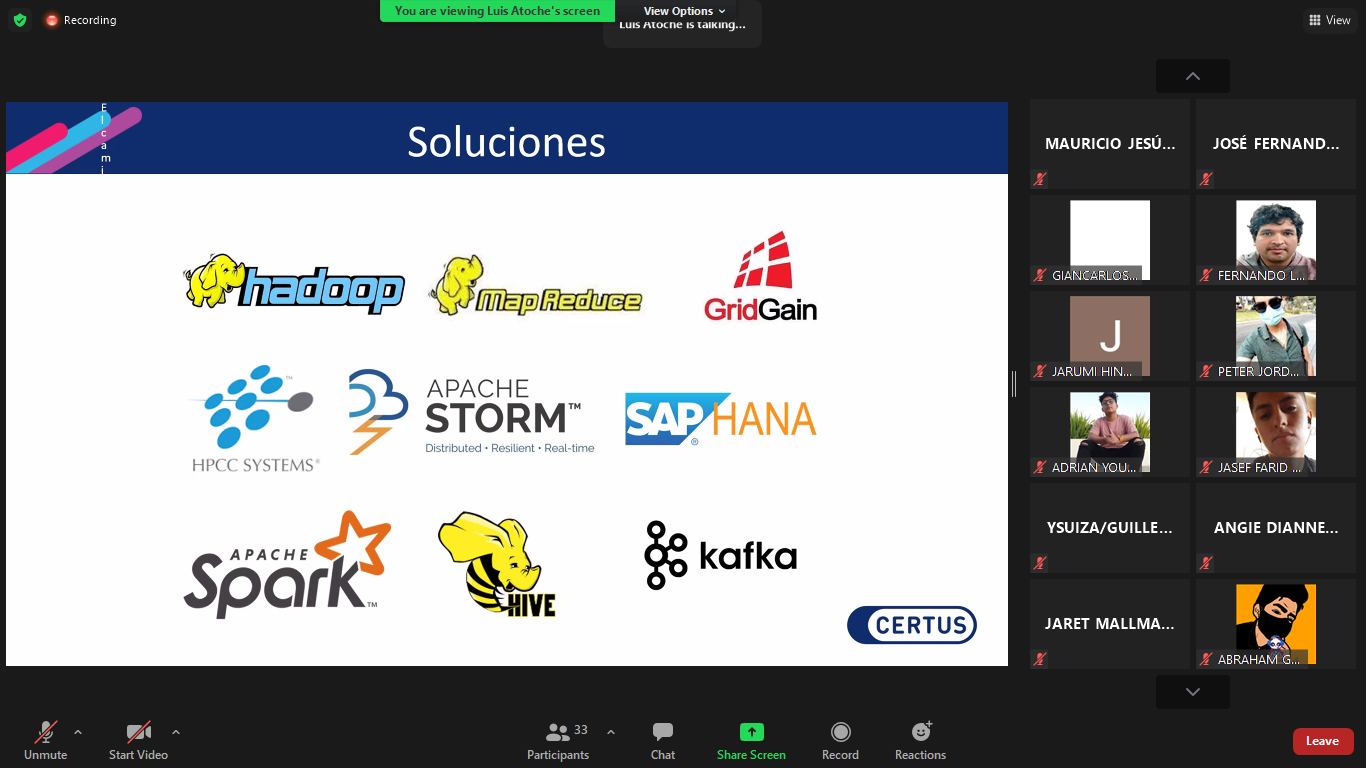 You are viewing Luis Atoche's screen
View Options
Recording
Luis Atoche is talking...
View
E
l
c
a
m
i
Soluciones
hadoop
Map Reduce
GridGain
HPCC SYSTEMS®
APACHE
STORM™
Distributed • Resilient • Real-time
SAP® HANA
APACHE
Spark™
HIVE
kafka
CERTUS
MAURICIO JESÚ...
JOSÉ FERNAND...
GIANCARLOS...
FERNANDO L...
J
JARUMI HIN...
PETER JORD...
ADRIAN YOU...
JASEF FARID ...
YSUIZA/GUILLE...
ANGIE DIANNE...
JARET MALLMA...
ABRAHAM G...
Unmute
Start Video
33
Participants
Chat
Share Screen
Record
Reactions
Leave